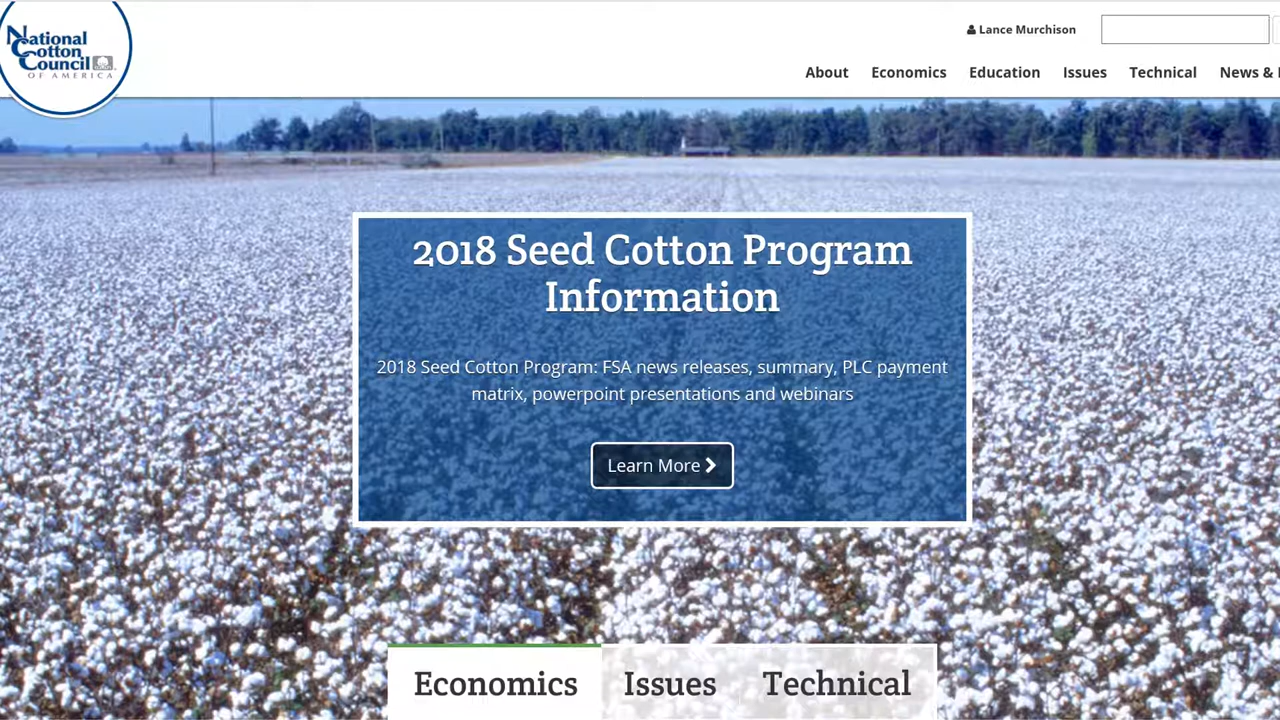 National
Cotton
Council
OF AMERICA
Lance Murchison
About Economics Education Issues Technical News &
2018 Seed Cotton Program
Information
2018 Seed Cotton Program: FSA news releases, summary, PLC payment
matrix, powerpoint presentations and webinars
Learn More
Economics Issues Technical